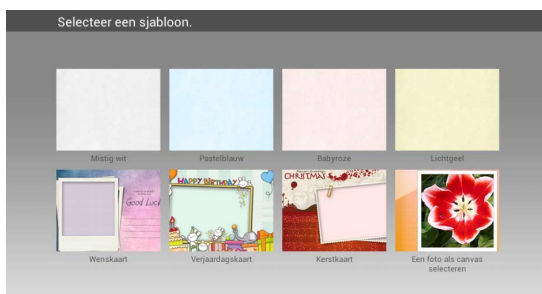 Selecteer een sjabloon.
Mistig wit
Pastelblauw
Babyroze
Lichtgeel
Good Luck
HAPPY BIRTHDAY
CHRISTMAS
Wenskaart
Verjaardagskaart
Kerstkaart
Een foto als canvas
selecteren